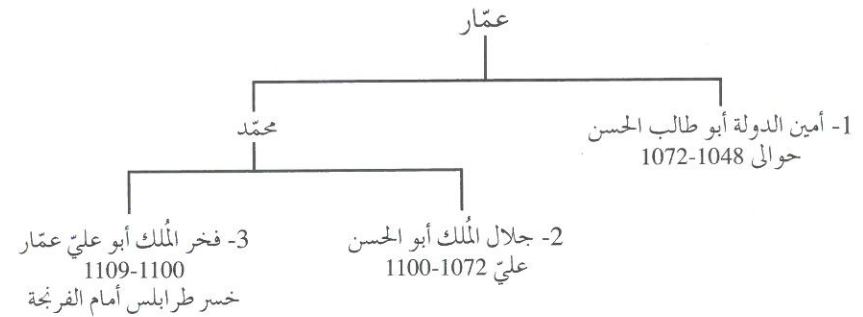 عمّار
1- أمين الدولة أبو طالب الحسن
حوالى 1048-1072
محمّد
2- جلال المُلك أبو الحسن
عليّ 1072-1100
3- فخر المُلك أبو عليّ عمّار
1100-1109
خسر طرابلس أمام الفرنجة